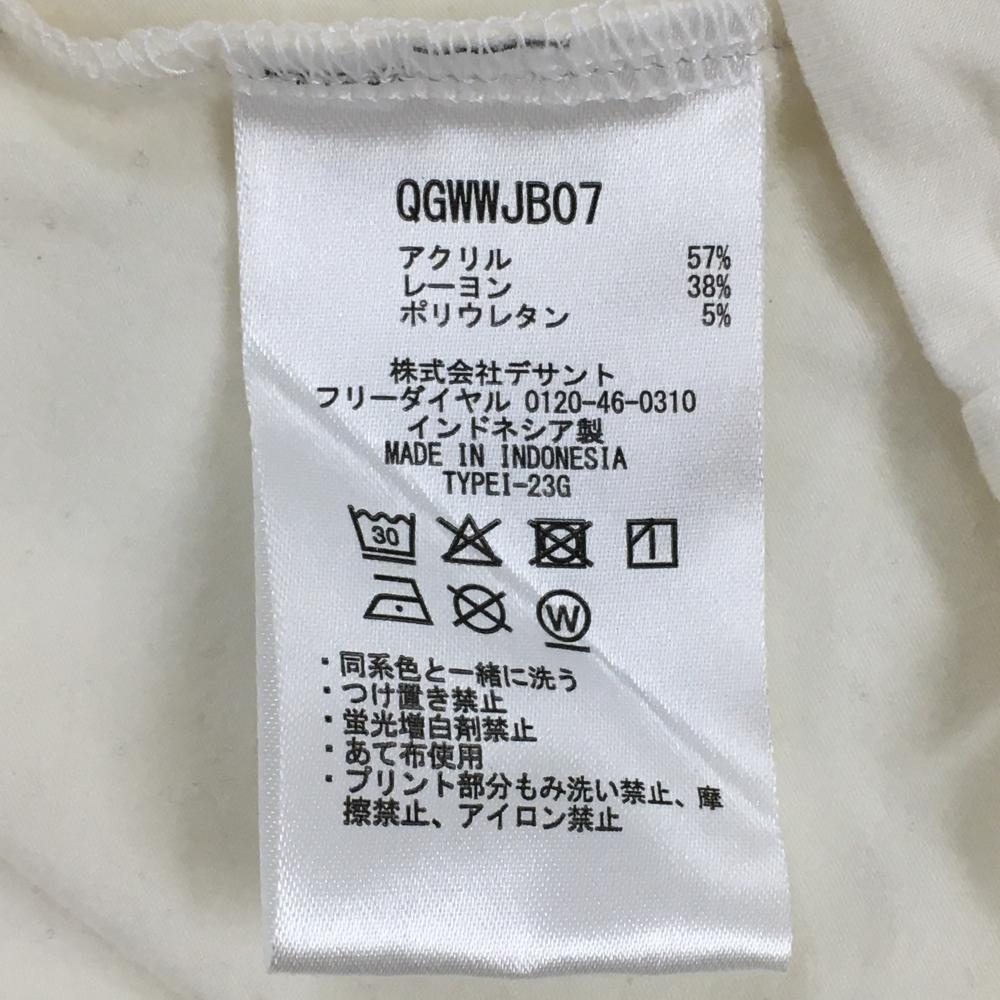 QGWWJB07
アクリル 57%
レーヨン 38%
ポリウレタン 5%
株式会社デサント
フリーダイヤル 0120-46-0310
インドネシア製
MADE IN INDONESIA
TYPEI-23G
30
W
・同系色と一緒に洗う
・つけ置き禁止
・蛍光増白剤禁止
・あて布使用
・プリント部分もみ洗い禁止、摩
擦禁止、アイロン禁止